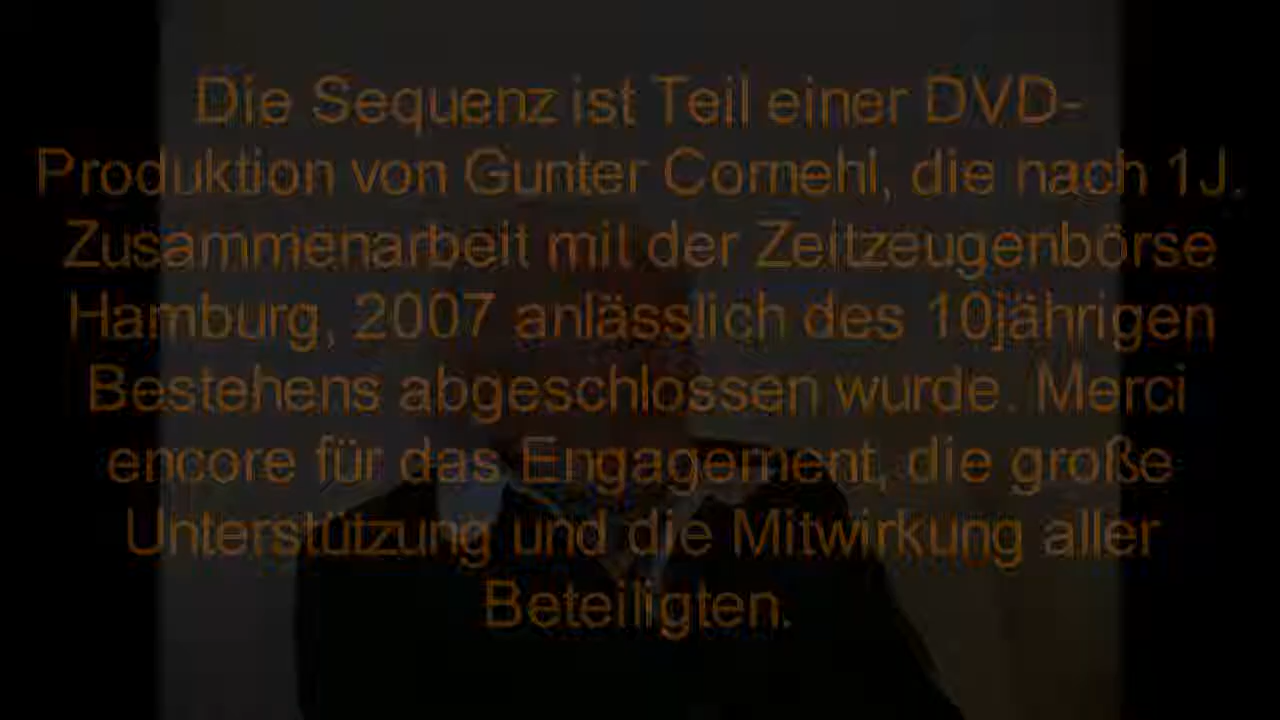 Die Sequenz ist Teil einer DVD-
Produktion von Gunter Cornehl, die nach 1J.
Zusammenarbeit mit der Zeitzeugenbörse
Hamburg, 2007 anlässlich des 10jährigen
Bestehens abgeschlossen wurde. Merci
encore für das Engagement, die große
Unterstützung und die Mitwirkung aller
Beteiligten.